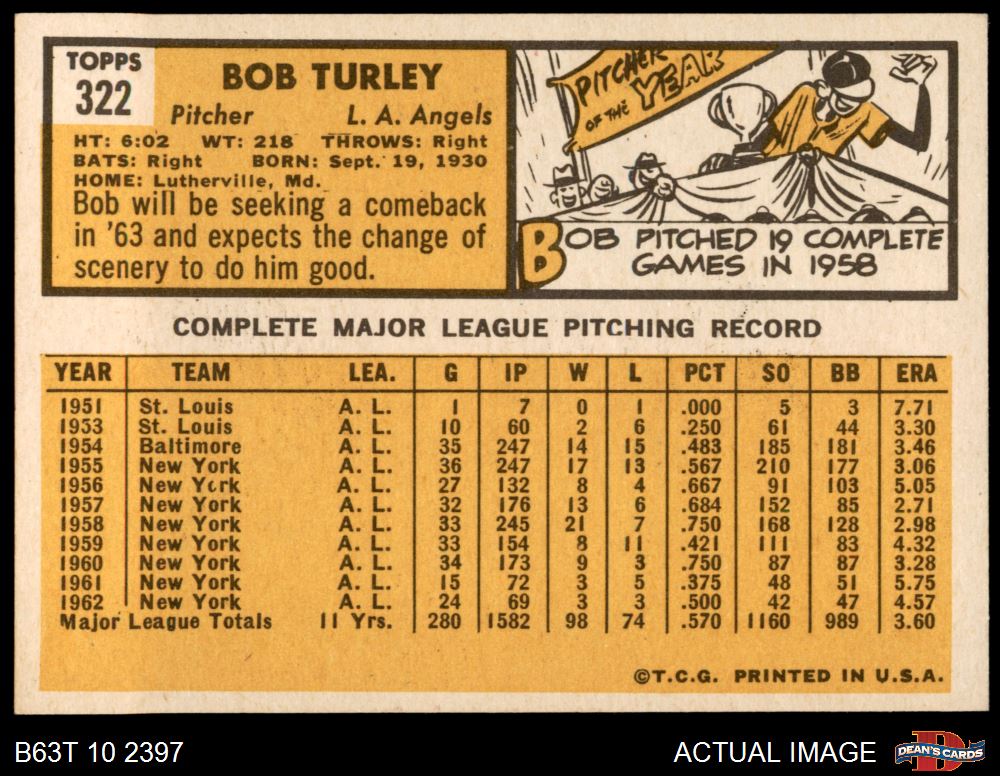 TOPPS
322
BOB TURLEY
Pitcher L. A. Angels
HT: 6:02 WT: 218 THROWS: Right
BATS: Right BORN: Sept. 19, 1930
HOME: Lutherville, Md.
Bob will be seeking a comeback
in '63 and expects the change of
scenery to do him good.
PITCHER
OF THE YEAR
BOB PITCHED 19 COMPLETE
GAMES IN 1958
COMPLETE MAJOR LEAGUE PITCHING RECORD
YEAR TEAM LEA. G IP W L PCT SO BB ERA
1951 St. Louis A. L. 1 7 0 1 .000 5 3 7.71
1953 St. Louis A. L. 10 60 2 6 .250 61 44 3.30
1954 Baltimore A. L. 35 247 14 15 .483 185 181 3.46
1955 New York A. L. 36 247 17 13 .567 210 177 3.06
1956 New York A. L. 27 132 8 4 .667 91 103 5.05
1957 New York A. L. 32 176 13 6 .684 152 85 2.71
1958 New York A. L. 33 245 21 7 .750 168 128 2.98
1959 New York A. L. 33 154 8 11 .421 111 83 4.32
1960 New York A. L. 34 173 9 3 .750 87 87 3.28
1961 New York A. L. 15 72 3 5 .375 48 51 5.75
1962 New York A. L. 24 69 3 3 .500 42 47 4.57
Major League Totals 11 Yrs. 280 1582 98 74 .570 1160 989 3.60
©T.C.G. PRINTED IN U.S.A.
B63T 10 2397 ACTUAL IMAGE DEAN'S CARDS